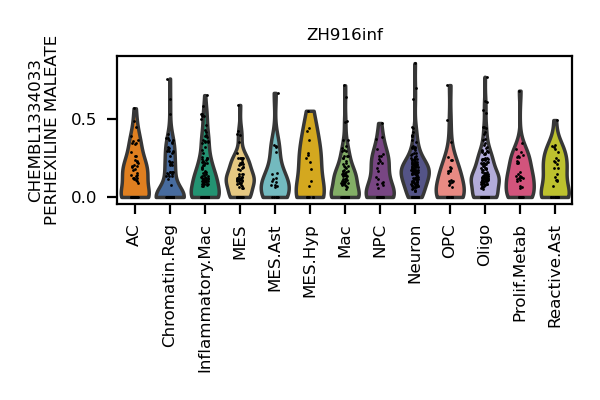 ZH916inf
CHEMBL1334033
PERHEXILINE MALEATE
0.5
0.0
AC
Chromatin.Reg
Inflammatory.Mac
MES
MES.Ast
MES.Hyp
Mac
NPC
Neuron
OPC
Oligo
Prolif.Metab
Reactive.Ast